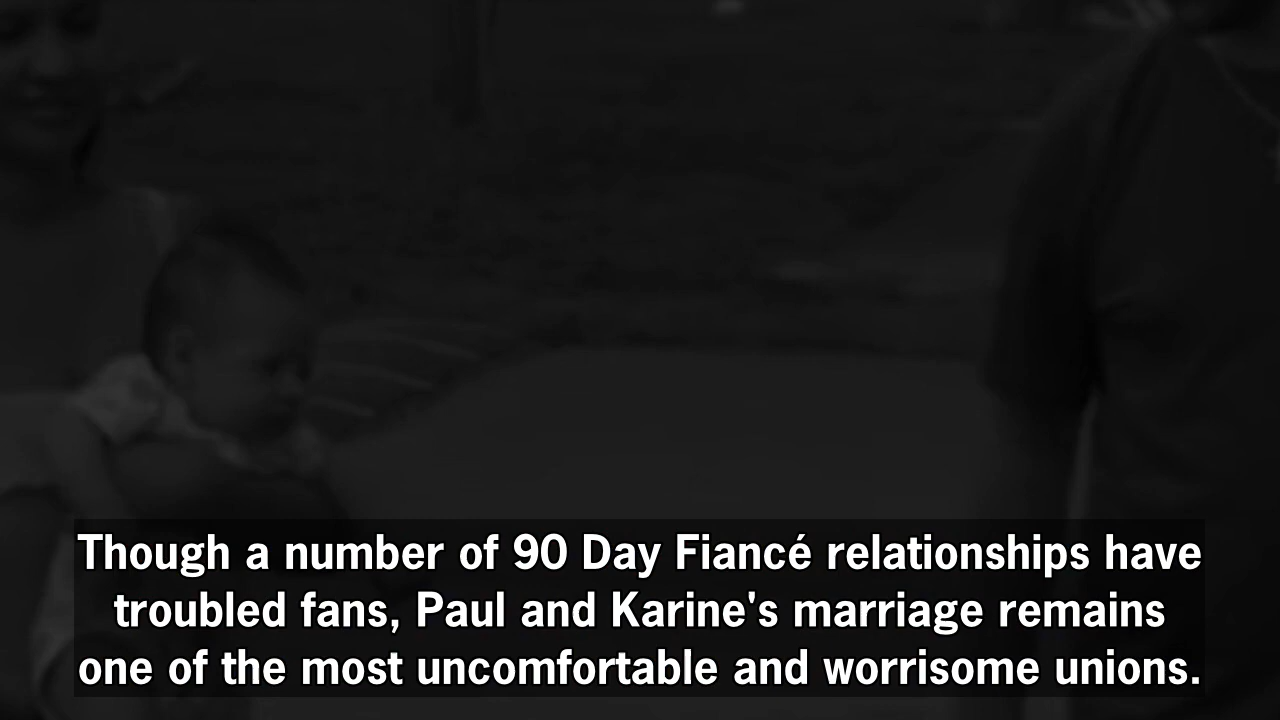 Though a number of 90 Day Fiancé relationships have
troubled fans, Paul and Karine's marriage remains
one of the most uncomfortable and worrisome unions.